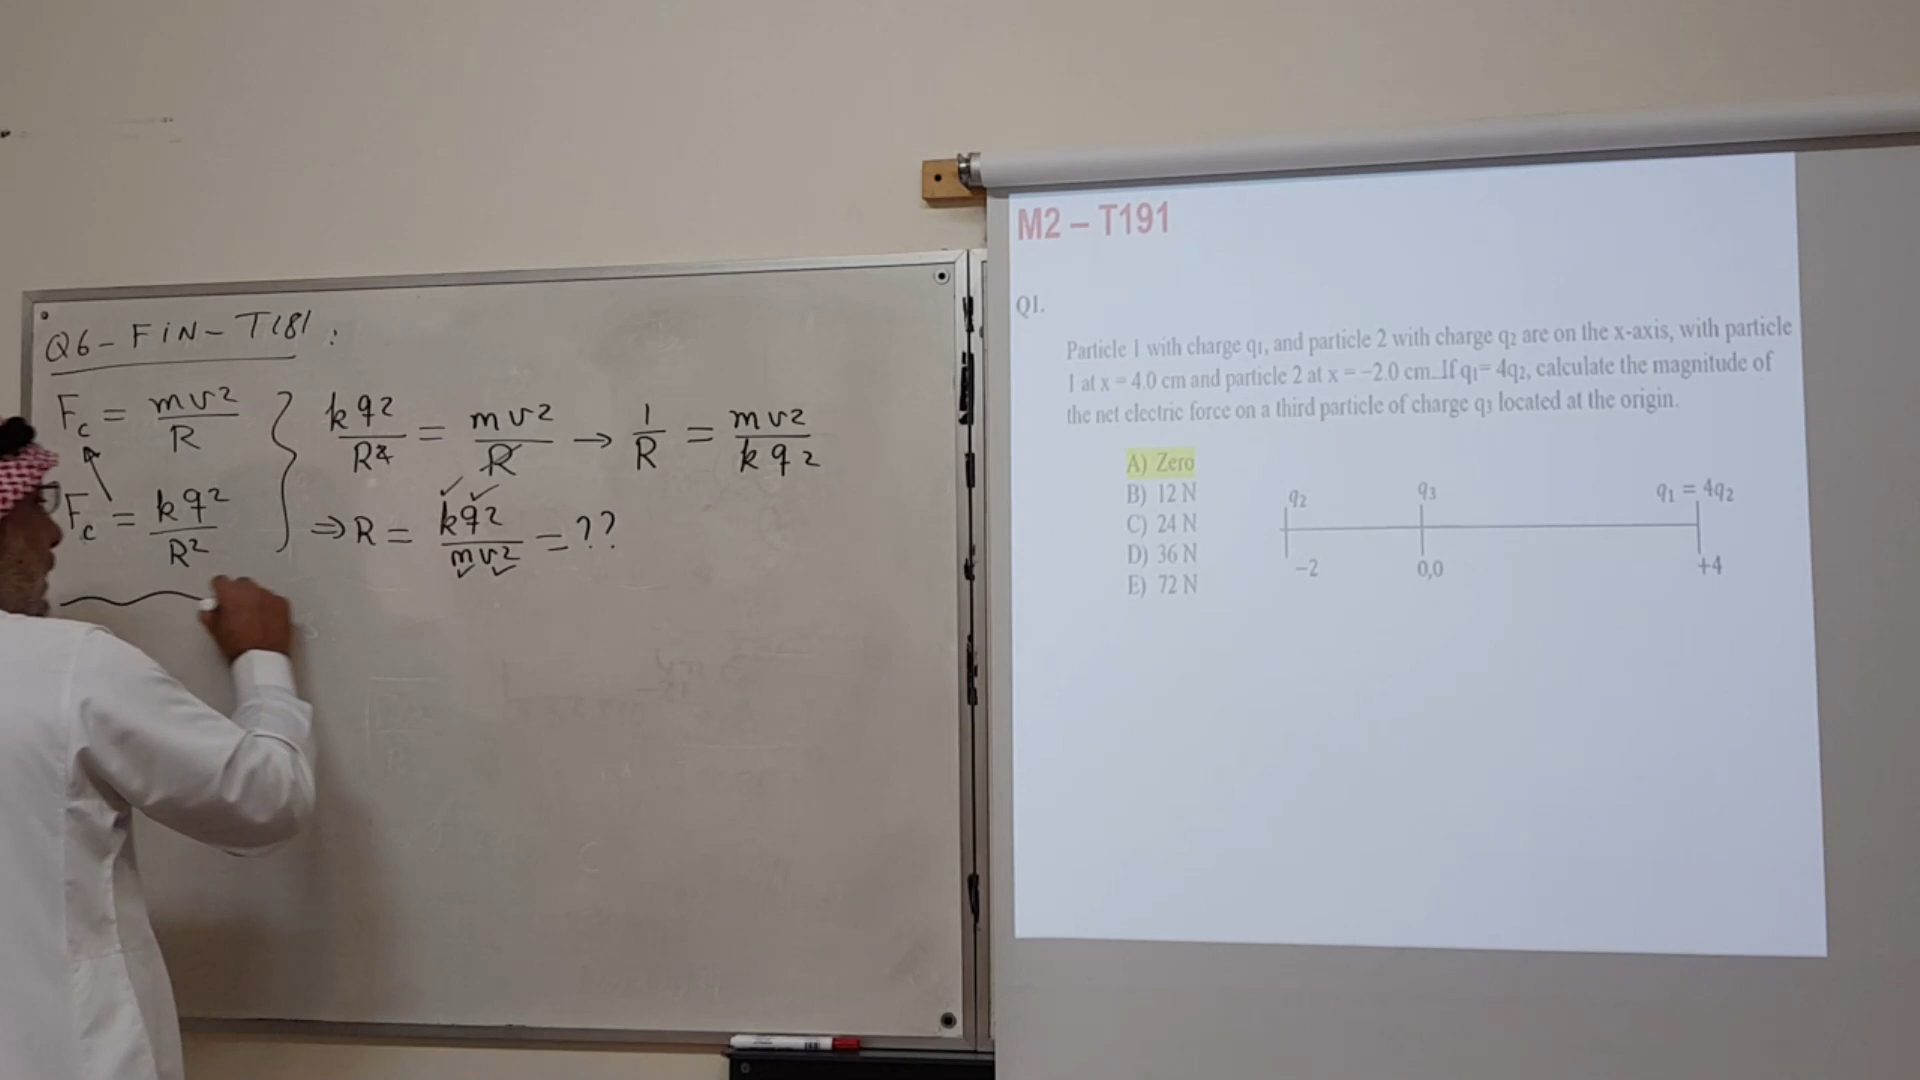 Q6 - FIN - T181 :
Fc = mv2 / R
Fc = kq2 / R2
kq2 / R2 = mv2 / R → 1 / R = mv2 / kq2
⇒ R = kq2 / mv2 = ??
M2 – T191
Q1.
Particle 1 with charge q1, and particle 2 with charge q2 are on the x-axis, with particle
1 at x = 4.0 cm and particle 2 at x = −2.0 cm. If q1= 4q2, calculate the magnitude of
the net electric force on a third particle of charge q3 located at the origin.
A) Zero
B) 12 N
C) 24 N
D) 36 N
E) 72 N
q2 q3 q1 = 4q2
−2 0,0 +4